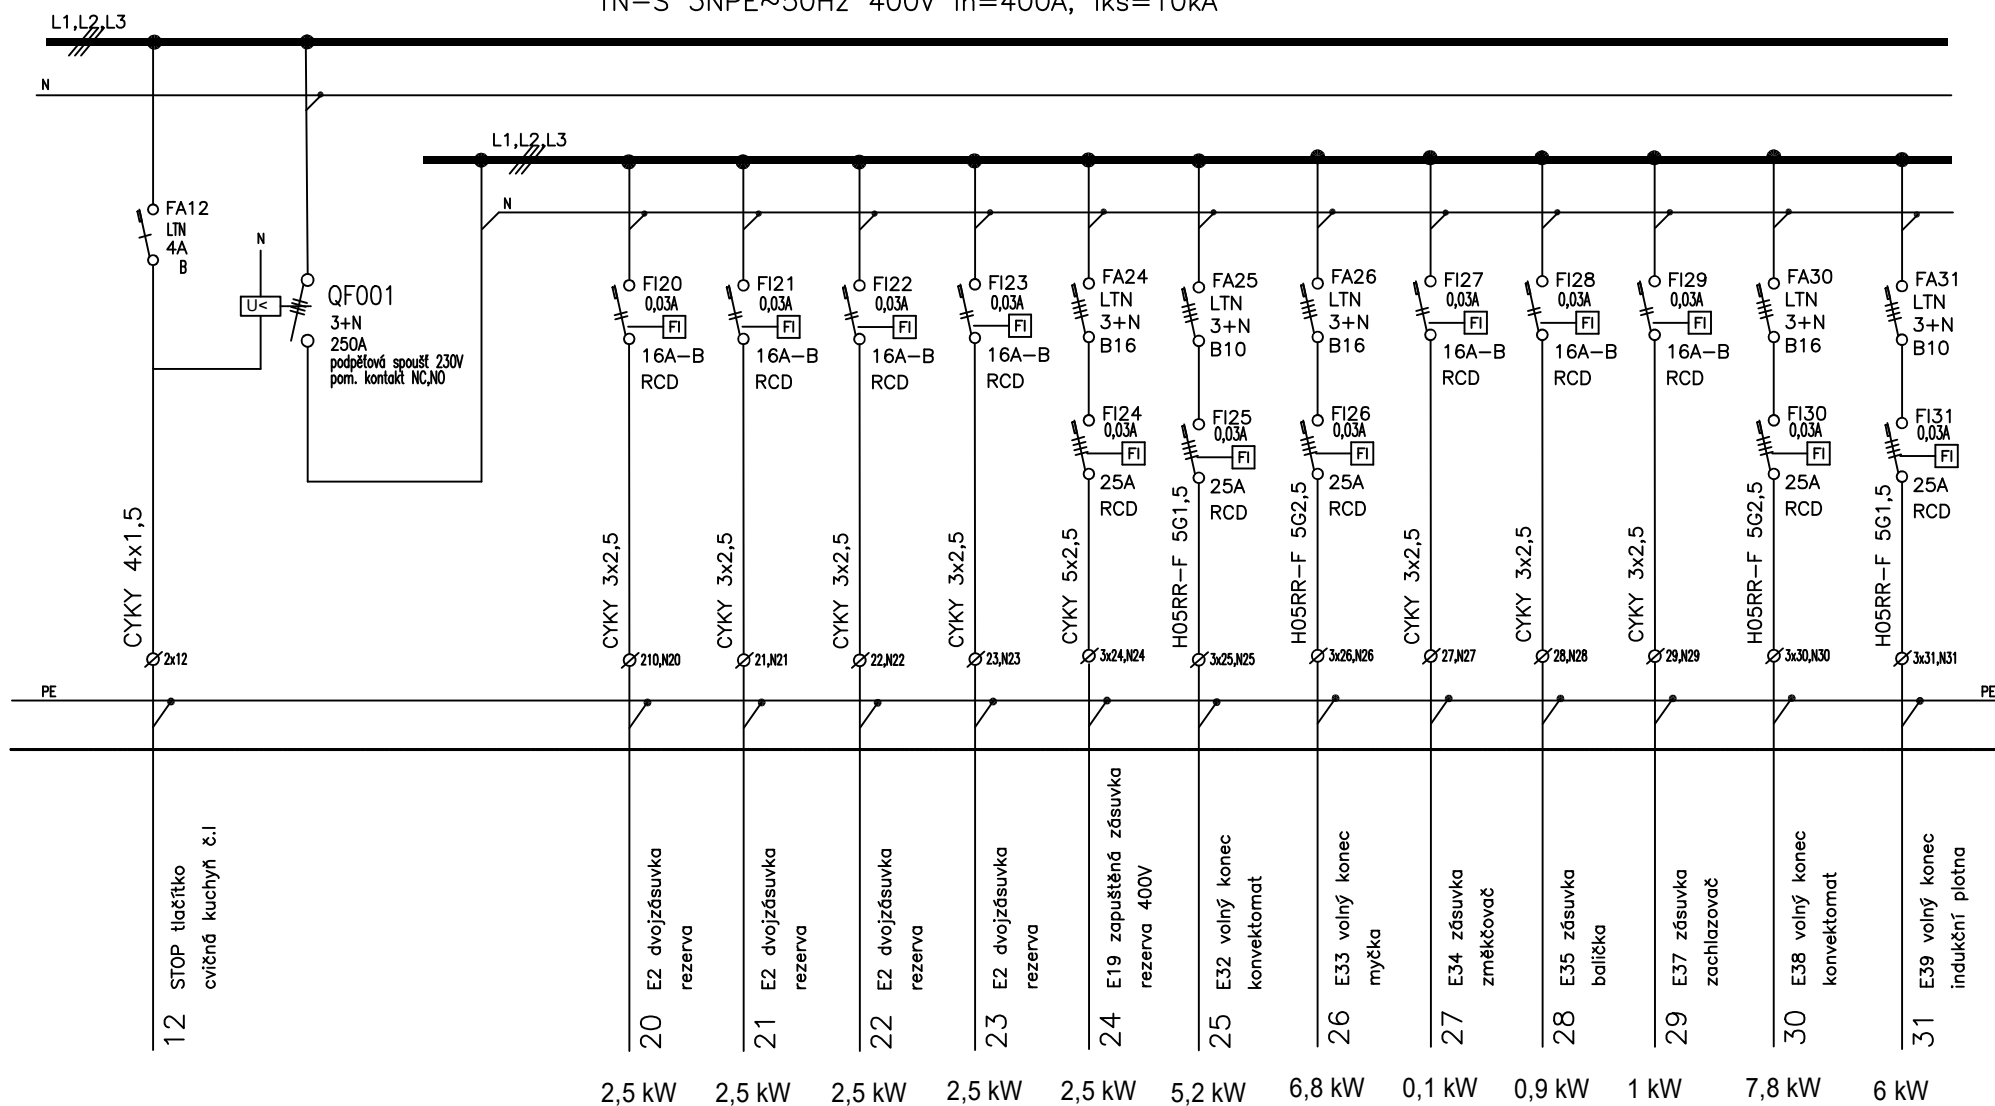 TN-S 3NPE~50Hz 400V In=400A, Iks=10kA
L1,L2,L3
N
L1,L2,L3
N
FA12
LTN
4A
B
N
U<
QF001
3+N
250A
podpěťová spoušť 230V
pom. kontakt NC,NO
FI20
0,03A
FI
16A-B
RCD
FI21
0,03A
FI
16A-B
RCD
FI22
0,03A
FI
16A-B
RCD
FI23
0,03A
FI
16A-B
RCD
FA24
LTN
3+N
B16
FI24
0,03A
FI
25A
RCD
FA25
LTN
3+N
B10
FI25
0,03A
FI
25A
RCD
FA26
LTN
3+N
B16
FI26
0,03A
FI
25A
RCD
FI27
0,03A
FI
16A-B
RCD
FI28
0,03A
FI
16A-B
RCD
FI29
0,03A
FI
16A-B
RCD
FA30
LTN
3+N
B16
FI30
0,03A
FI
25A
RCD
FA31
LTN
3+N
B10
FI31
0,03A
FI
25A
RCD
CYKY 4x1,5
CYKY 3x2,5
CYKY 3x2,5
CYKY 3x2,5
CYKY 3x2,5
CYKY 5x2,5
H05RR-F 5G1,5
H05RR-F 5G2,5
CYKY 3x2,5
CYKY 3x2,5
CYKY 3x2,5
H05RR-F 5G2,5
H05RR-F 5G1,5
2x12
210,N20
21,N21
22,N22
23,N23
3x24,N24
3x25,N25
3x26,N26
27,N27
28,N28
29,N29
3x30,N30
3x31,N31
PE
PE
12
STOP tlačítko
cvičná kuchyň č.I
20
E2 dvojzásuvka
rezerva
21
E2 dvojzásuvka
rezerva
22
E2 dvojzásuvka
rezerva
23
E2 dvojzásuvka
rezerva
24
E19 zapuštěná zásuvka
rezerva 400V
25
E32 volný konec
konvektomat
26
E33 volný konec
myčka
27
E34 zásuvka
změkčovač
28
E35 zásuvka
balička
29
E37 zásuvka
zachlazovač
30
E38 volný konec
konvektomat
31
E39 volný konec
indukční plotna
2,5 kW
2,5 kW
2,5 kW
2,5 kW
2,5 kW
5,2 kW
6,8 kW
0,1 kW
0,9 kW
1 kW
7,8 kW
6 kW